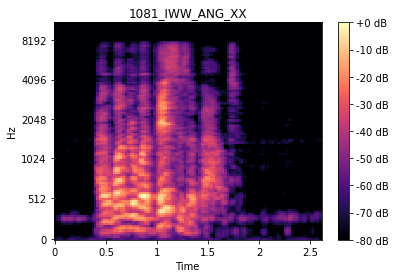 1081_IWW_ANG_XX
+0 dB
8192
-10 dB
4096
-20 dB
-30 dB
2048
Hz
-40 dB
1024
-50 dB
512
-60 dB
-70 dB
0
-80 dB
0 0.5 1 1.5 2 2.5
Time